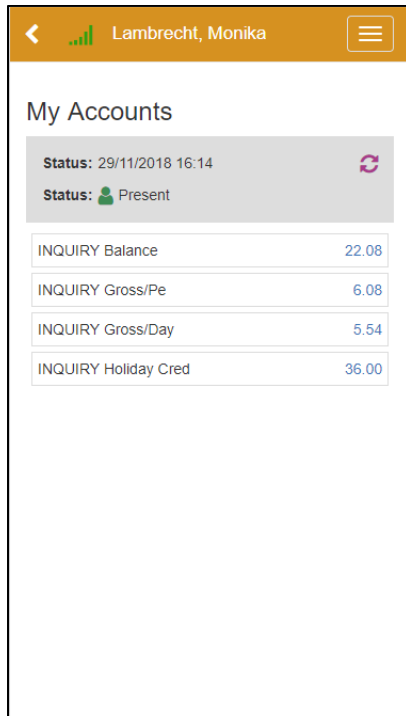 Lambrecht, Monika
My Accounts
Status: 29/11/2018 16:14
Status: Present
INQUIRY Balance 22.08
INQUIRY Gross/Pe 6.08
INQUIRY Gross/Day 5.54
INQUIRY Holiday Cred 36.00